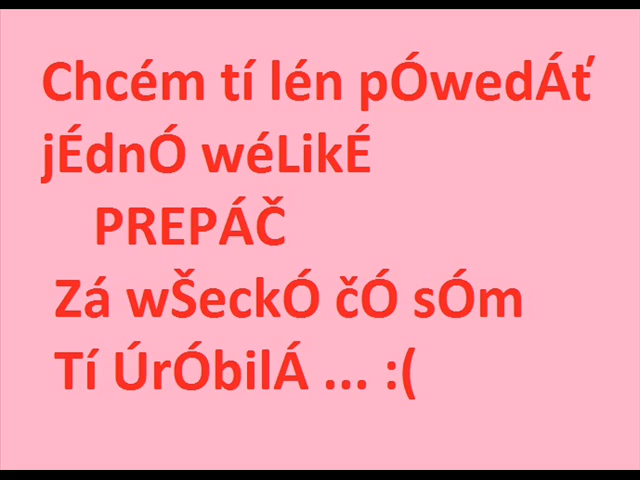 Chcém tí lén pÓwedÁť
jÉdnÓ wéLikÉ
PREPÁČ
Zá wŠeckÓ čÓ sÓm
Tí ÚrÓbilÁ ... :(